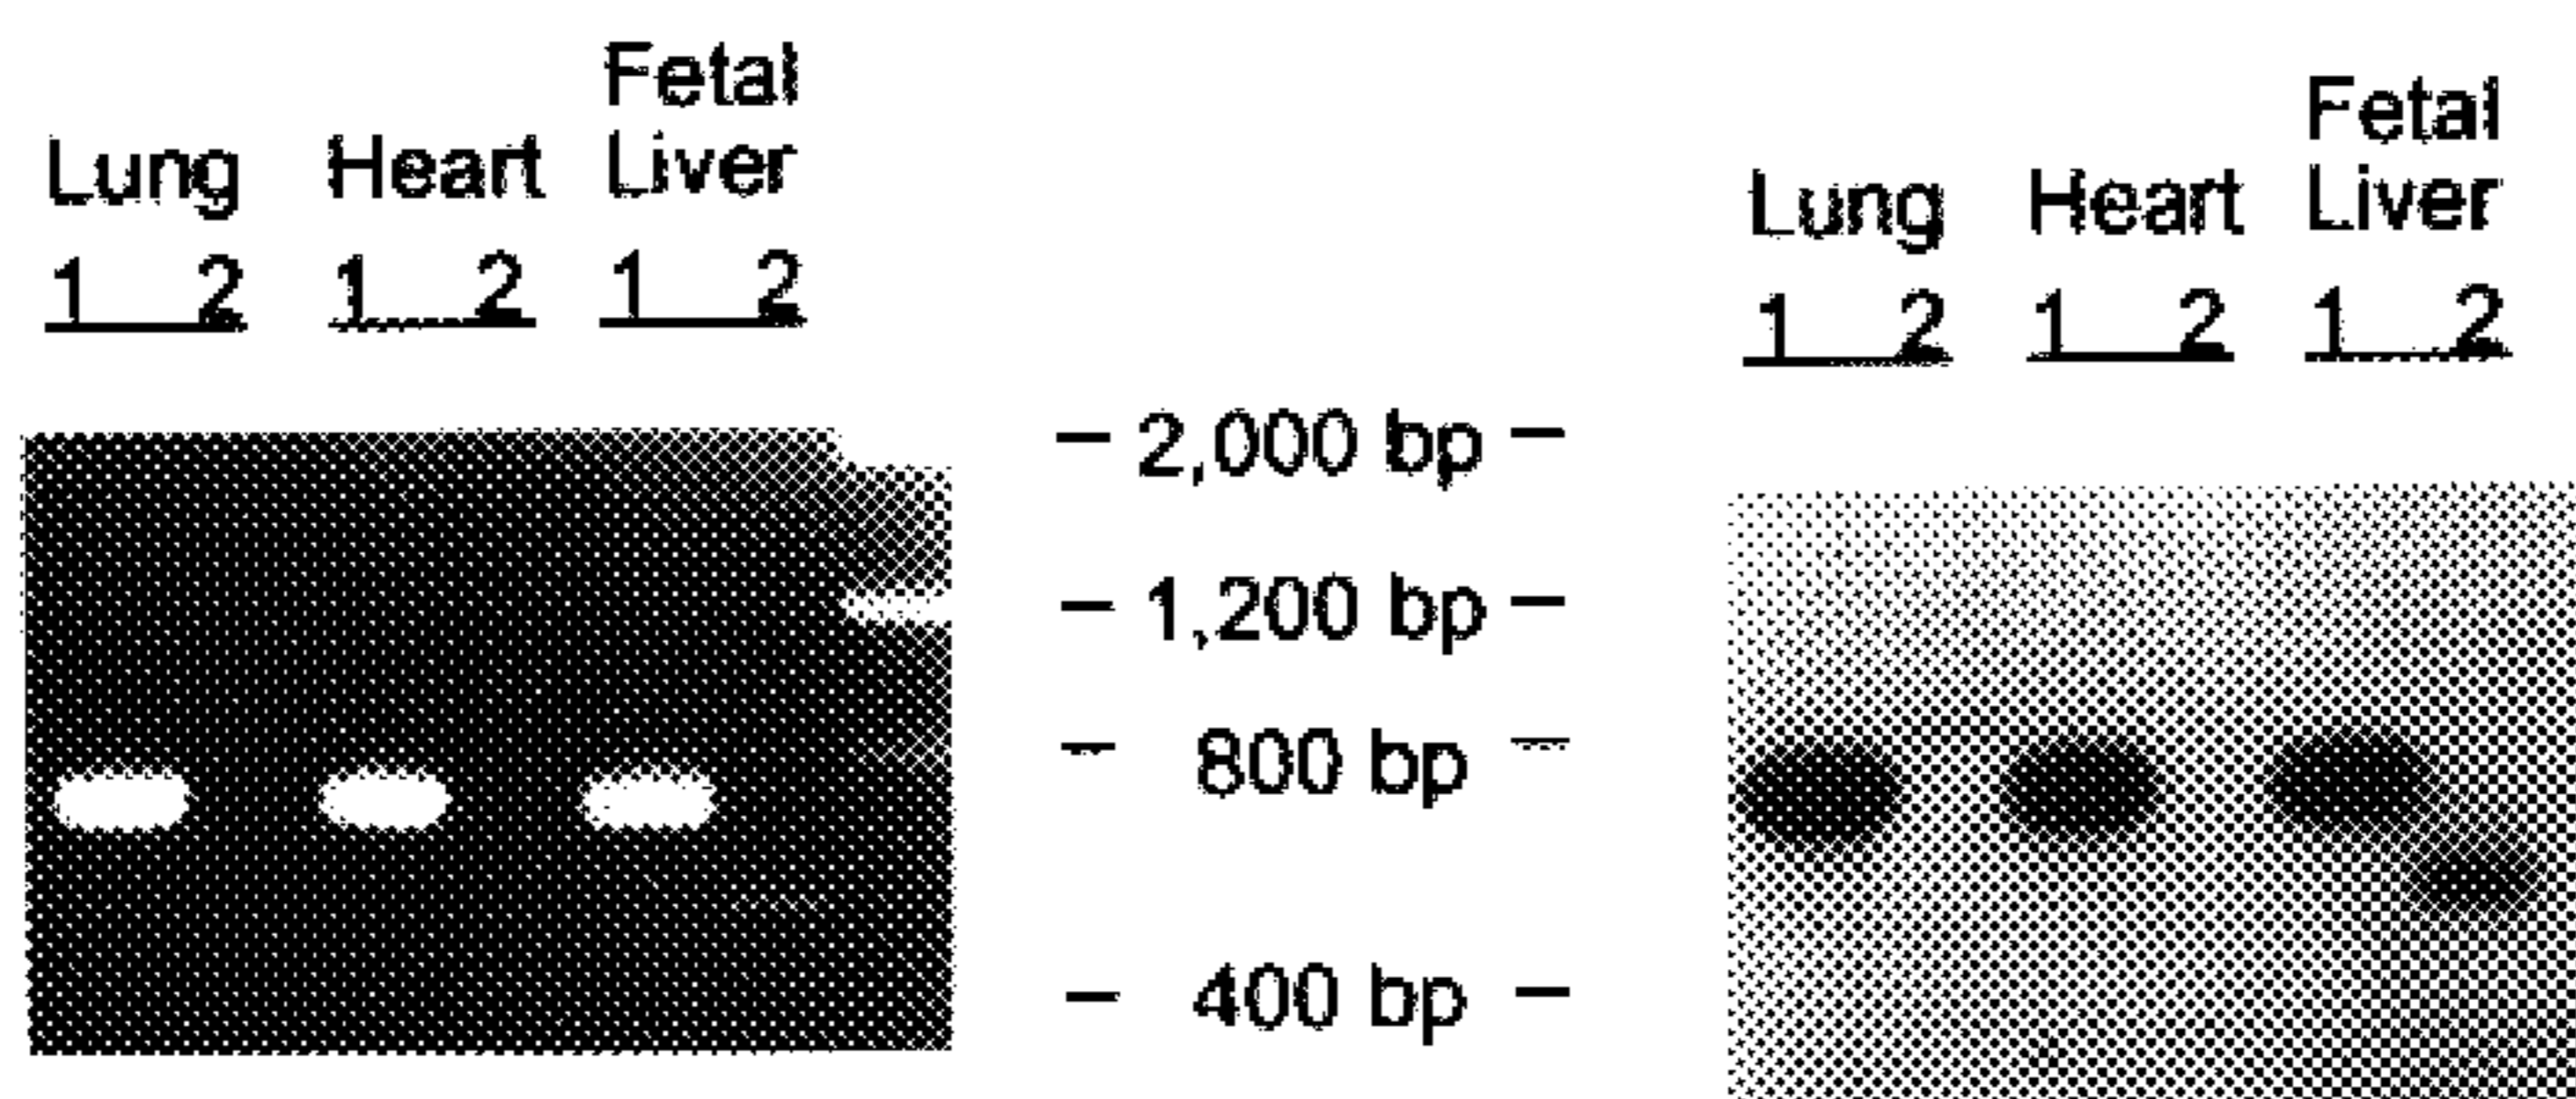 Fetal
Lung Heart Liver
1 2 1 2 1 2
– 2,000 bp –
– 1,200 bp –
– 800 bp –
– 400 bp –
Fetal
Lung Heart Liver
1 2 1 2 1 2